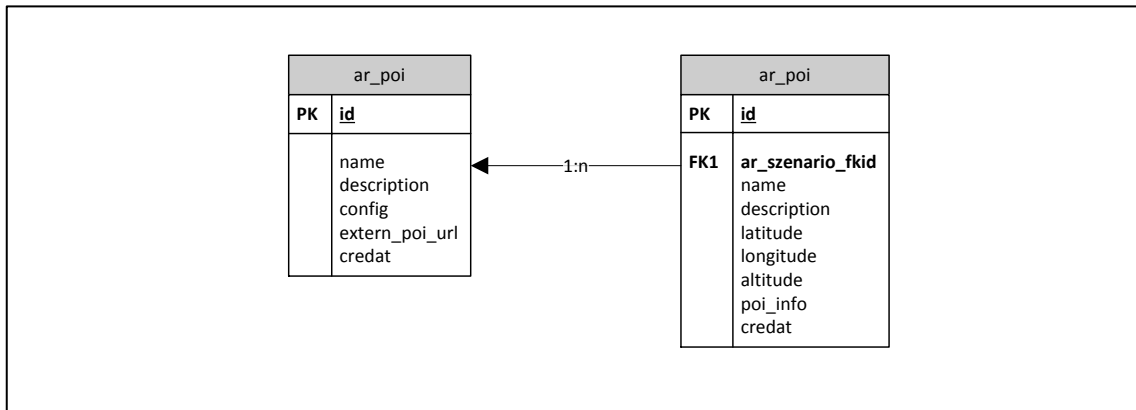 ar_poi
PK id
name
description
config
extern_poi_url
credat
1:n
ar_poi
PK id
FK1 ar_szenario_fkid
name
description
latitude
longitude
altitude
poi_info
credat